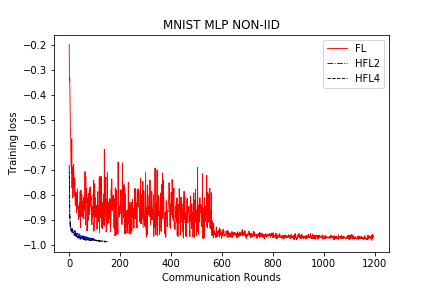 MNIST MLP NON-IID
FL
HFL2
HFL4
Training loss
−0.2
−0.3
−0.4
−0.5
−0.6
−0.7
−0.8
−0.9
−1.0
0 200 400 600 800 1000 1200
Communication Rounds